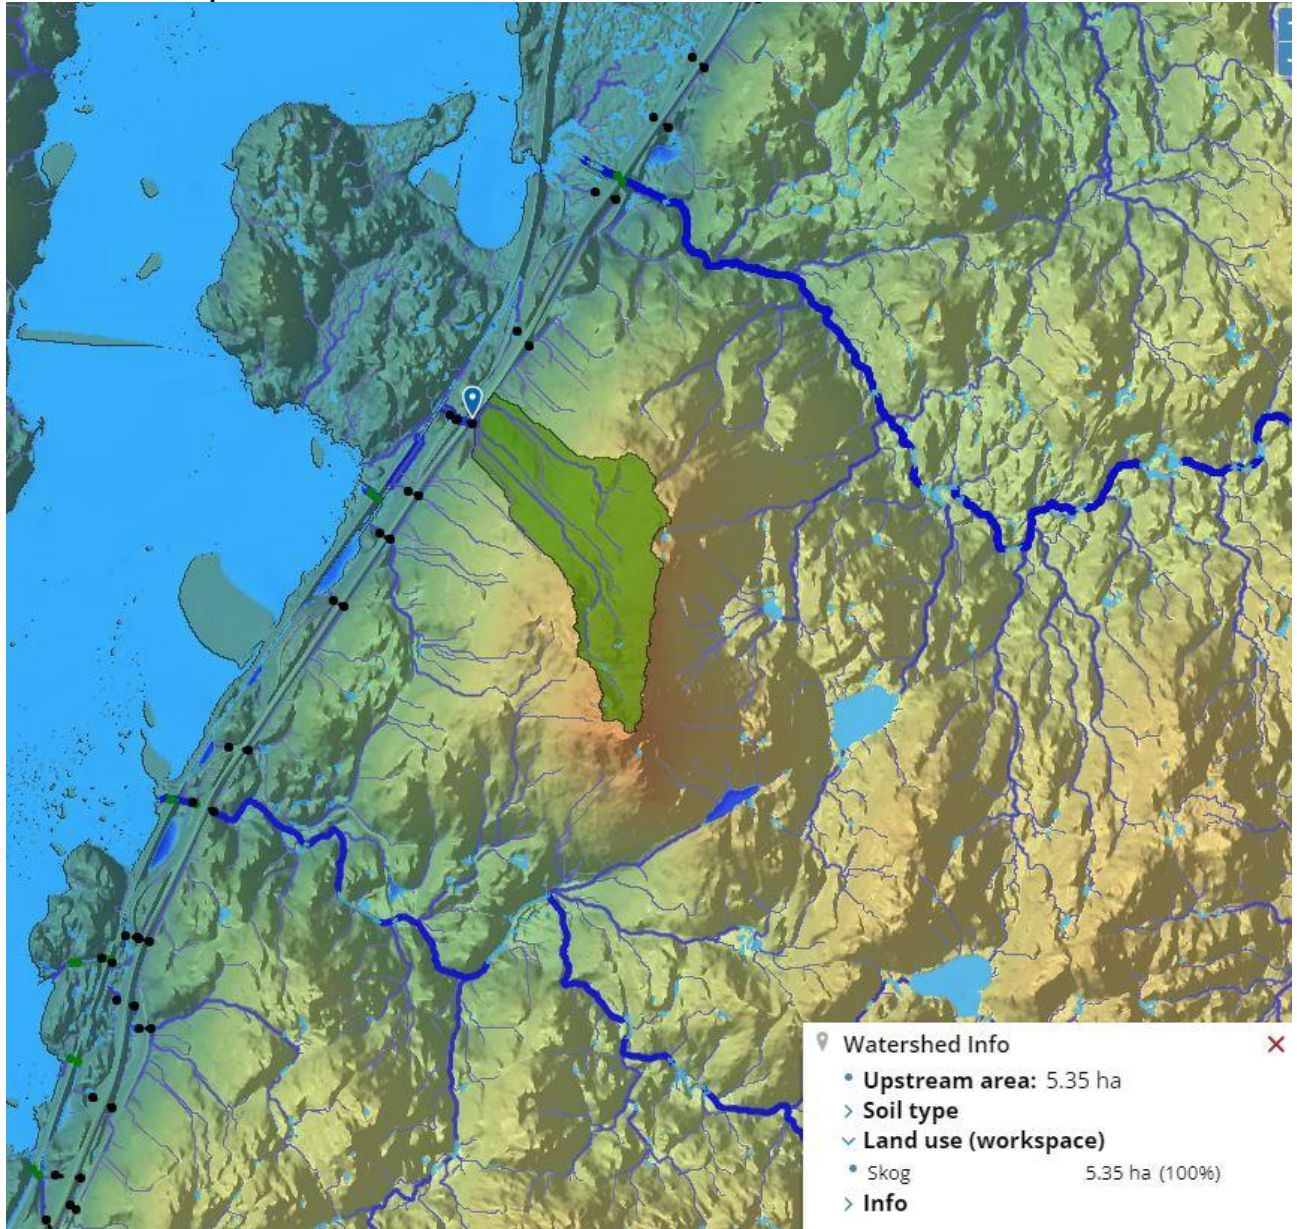 Watershed Info
Upstream area: 5.35 ha
Soil type
Land use (workspace)
Skog 5.35 ha (100%)
Info